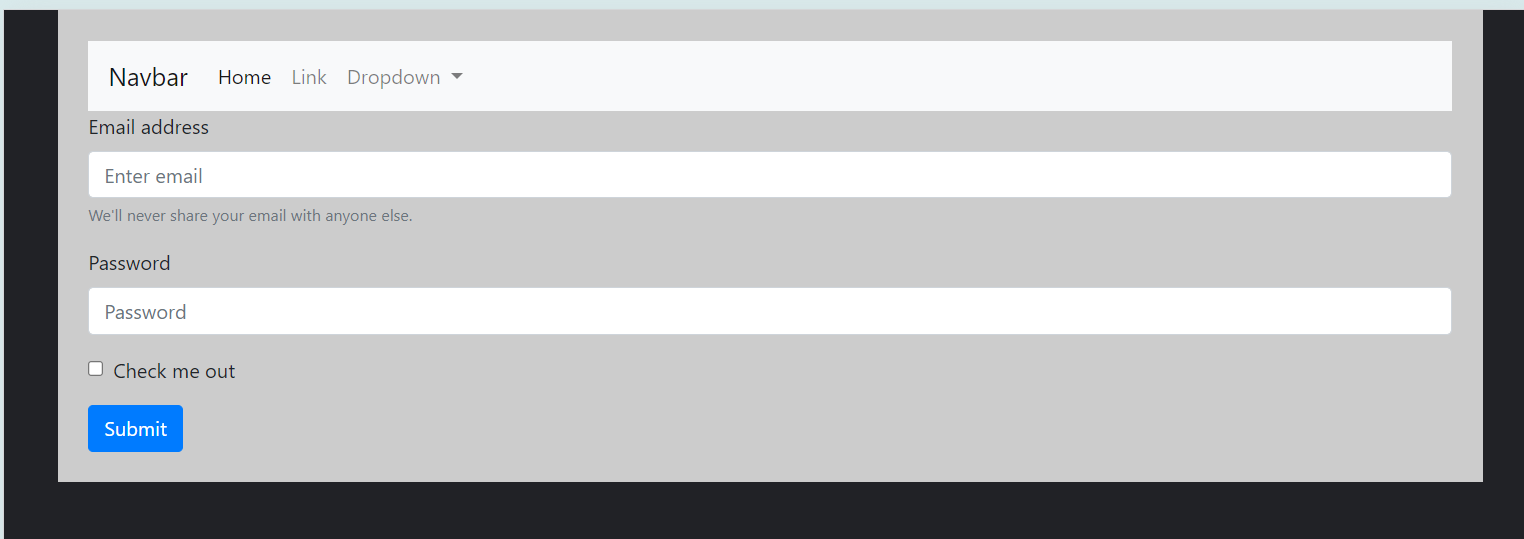 Navbar Home Link Dropdown
Email address
Enter email
We'll never share your email with anyone else.
Password
Password
Check me out
Submit